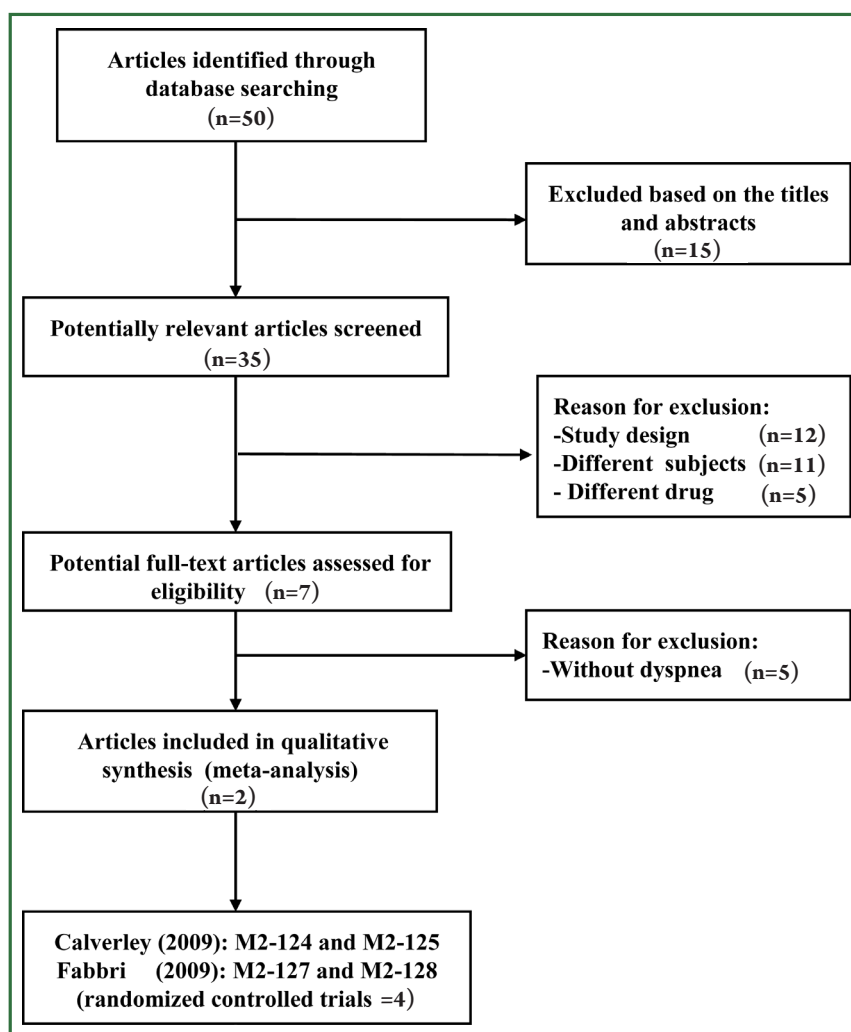 Articles identified through
database searching
(n=50)
Excluded based on the titles
and abstracts
(n=15)
Potentially relevant articles screened
(n=35)
Reason for exclusion:
-Study design (n=12)
-Different subjects (n=11)
- Different drug (n=5)
Potential full-text articles assessed for
eligibility (n=7)
Reason for exclusion:
-Without dyspnea (n=5)
Articles included in qualitative
synthesis (meta-analysis)
(n=2)
Calverley (2009): M2-124 and M2-125
Fabbri (2009): M2-127 and M2-128
(randomized controlled trials =4)